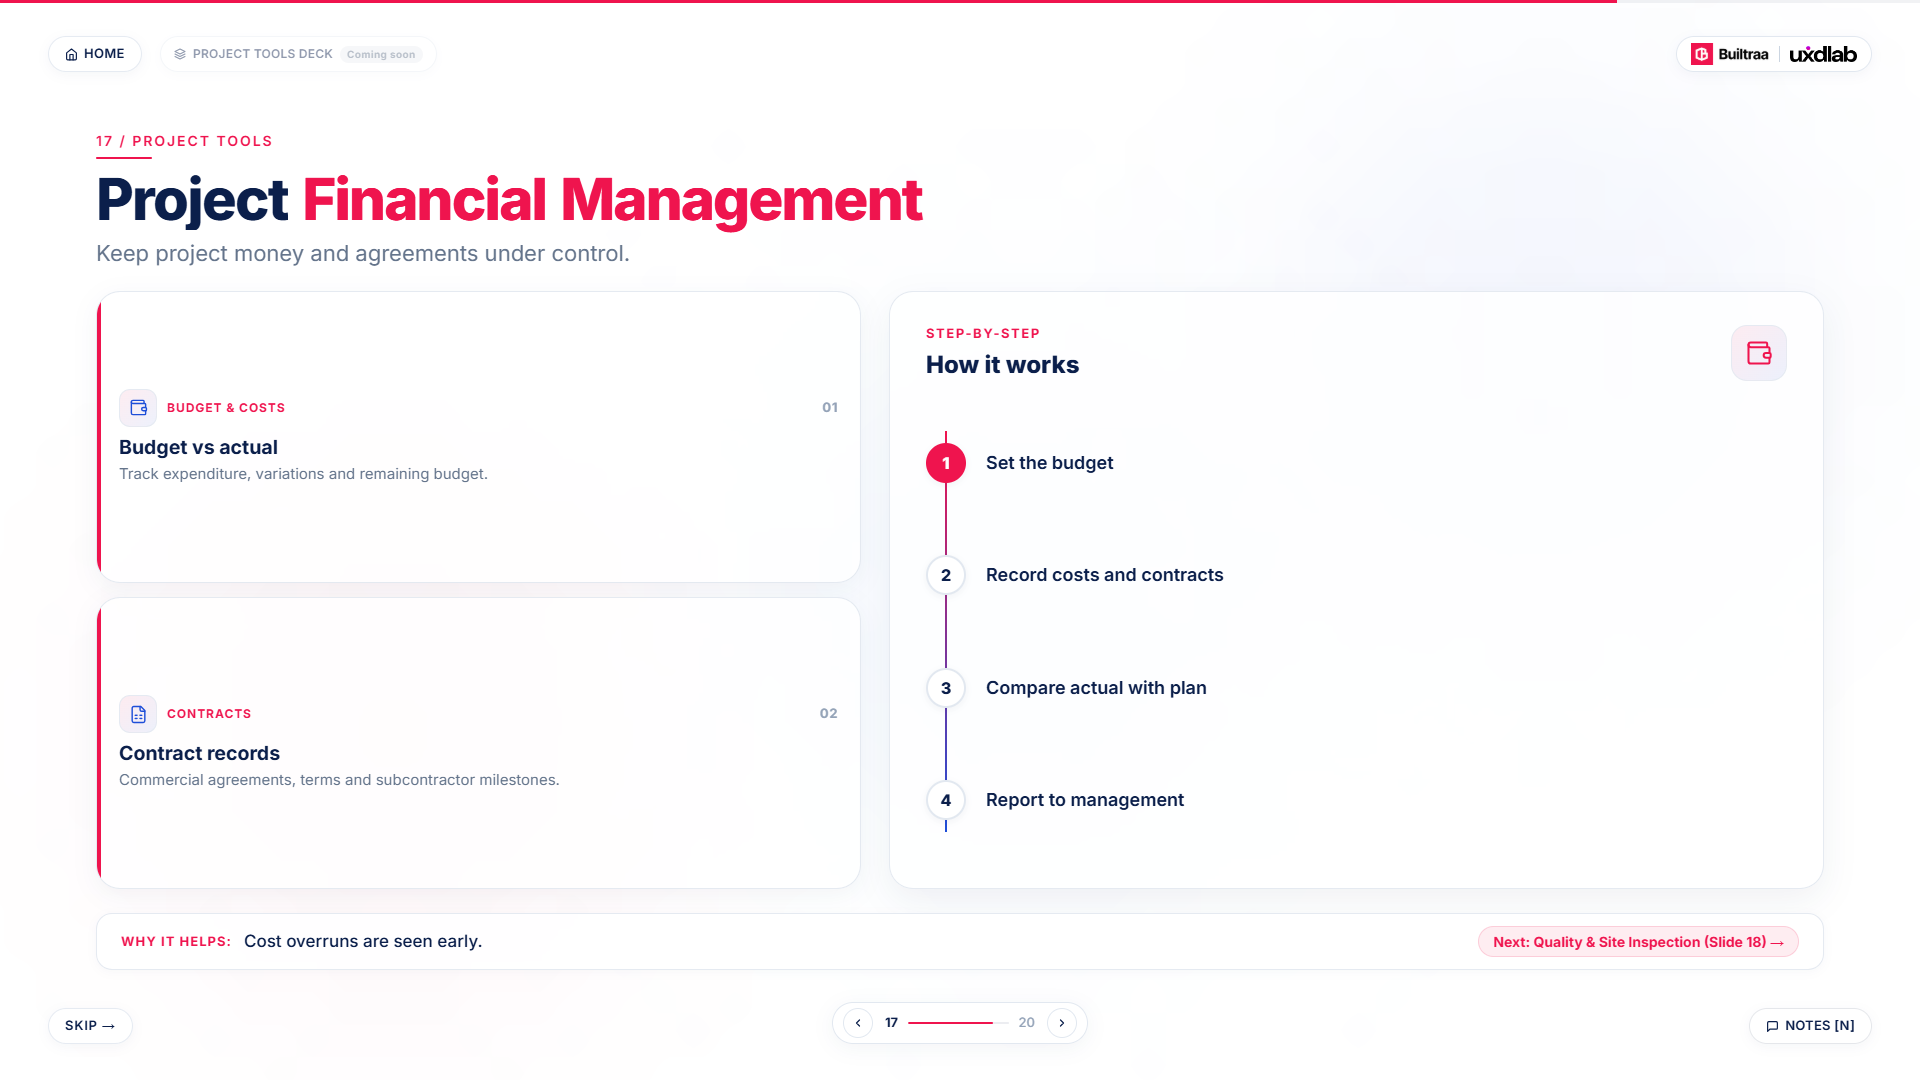 HOME
PROJECT TOOLS DECK Coming soon
Builtraa uxdlab
17 / PROJECT TOOLS
Project Financial Management
Keep project money and agreements under control.
BUDGET & COSTS 01
Budget vs actual
Track expenditure, variations and remaining budget.
CONTRACTS 02
Contract records
Commercial agreements, terms and subcontractor milestones.
STEP-BY-STEP
How it works
1 Set the budget
2 Record costs and contracts
3 Compare actual with plan
4 Report to management
WHY IT HELPS: Cost overruns are seen early.
Next: Quality & Site Inspection (Slide 18) →
SKIP →
17 20
NOTES [N]